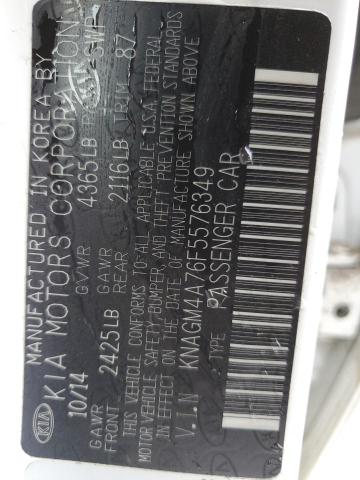 KIA MANUFACTURED IN KOREA BY
KIA MOTORS CORPORATION
10/14 GVWR 4365LB SWP
GAWR FRONT 2425LB GAWR REAR 2116LB TRIM 87
THIS VEHICLE CONFORMS TO ALL APPLICABLE U.S.A. FEDERAL
MOTOR VEHICLE SAFETY, BUMPER, AND THEFT PREVENTION STANDARDS
IN EFFECT ON THE DATE OF MANUFACTURE SHOWN ABOVE
V.I.N KNAGM4A76F5576349
TYPE PASSENGER CAR